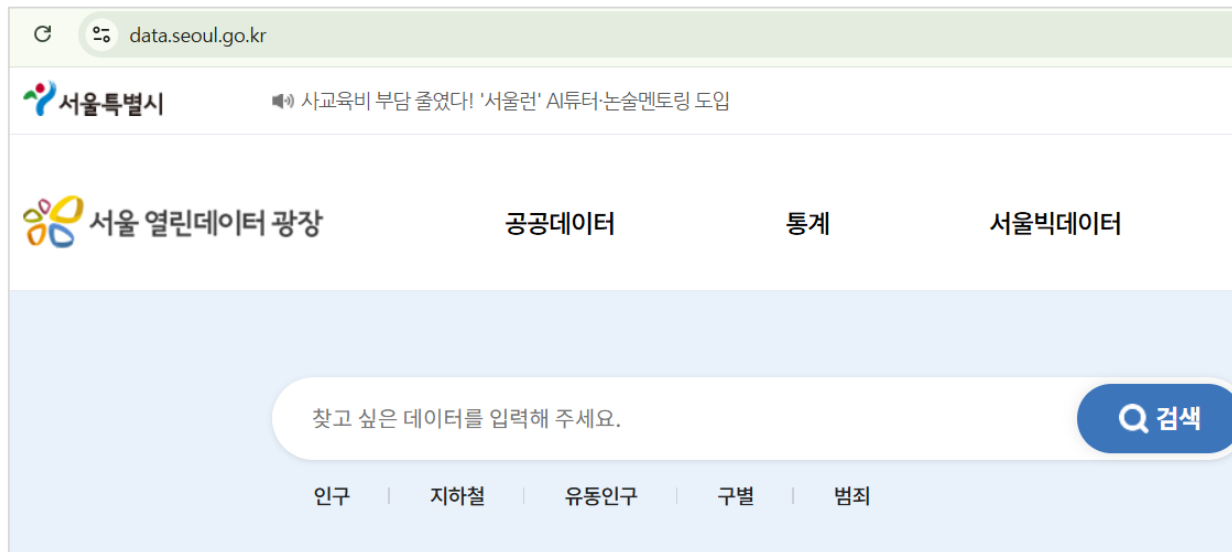 data.seoul.go.kr
서울특별시
사교육비 부담 줄였다! '서울런' AI튜터·논술멘토링 도입
서울 열린데이터 광장
공공데이터
통계
서울빅데이터
찾고 싶은 데이터를 입력해 주세요.
검색
인구
지하철
유동인구
구별
범죄